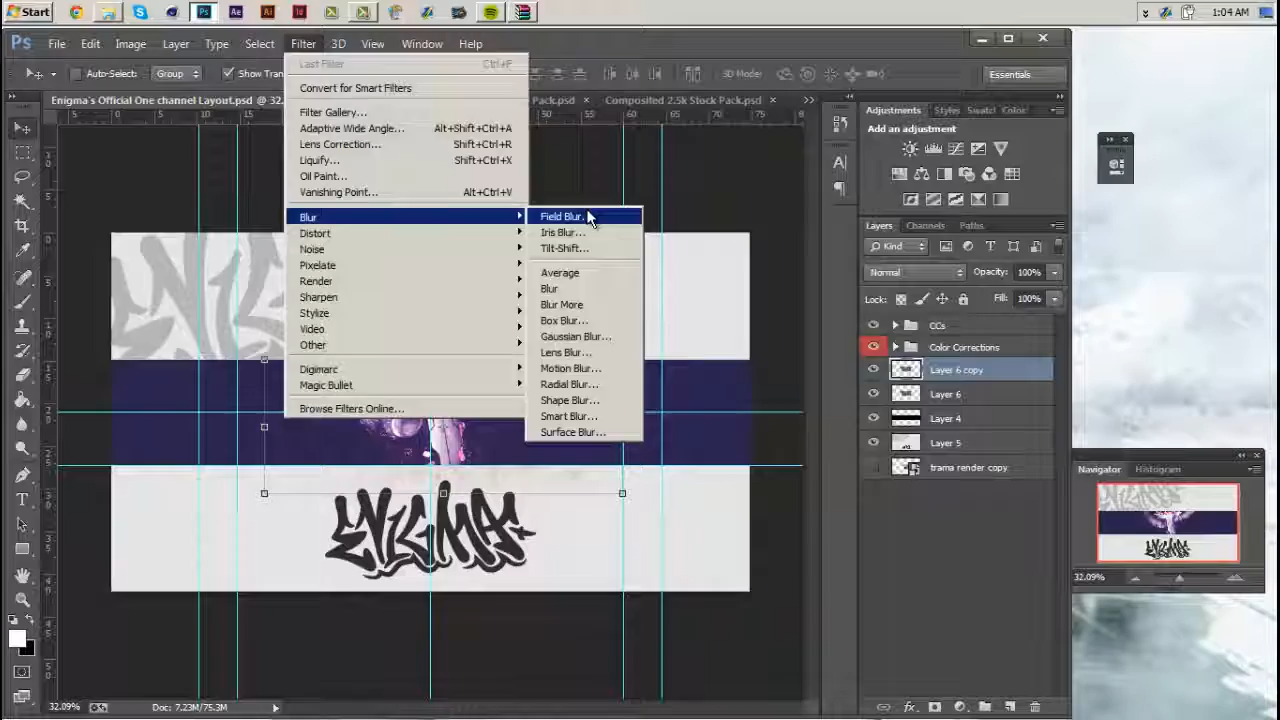 Start
1:04 AM
Ps File Edit Image Layer Type Select Filter 3D View Window Help
Auto-Select: Group Show Tran
3D Mode: Essentials
Enigma's Official One channel Layout.psd @ 32. Pack.psd × Composited 2.5k Stock Pack.psd ×
Last Filter Ctrl+F
Convert for Smart Filters
Filter Gallery...
Adaptive Wide Angle... Alt+Shift+Ctrl+A
Lens Correction... Shift+Ctrl+R
Liquify... Shift+Ctrl+X
Oil Paint...
Vanishing Point... Alt+Ctrl+V
Blur
Distort
Noise
Pixelate
Render
Sharpen
Stylize
Video
Other
Digimarc
Magic Bullet
Browse Filters Online...
Field Blur...
Iris Blur...
Tilt-Shift...
Average
Blur
Blur More
Box Blur...
Gaussian Blur...
Lens Blur...
Motion Blur...
Radial Blur...
Shape Blur...
Smart Blur...
Surface Blur...
ENIGMA
Adjustments Styles Swatcl Color
Add an adjustment
Layers Channels Paths
Kind
Normal Opacity: 100%
Lock: Fill: 100%
CCs
Color Corrections
Layer 6 copy
Layer 6
Layer 4
Layer 5
trama render copy
Navigator Histogram
32.09%
32.09% Doc: 7.23M/75.3M